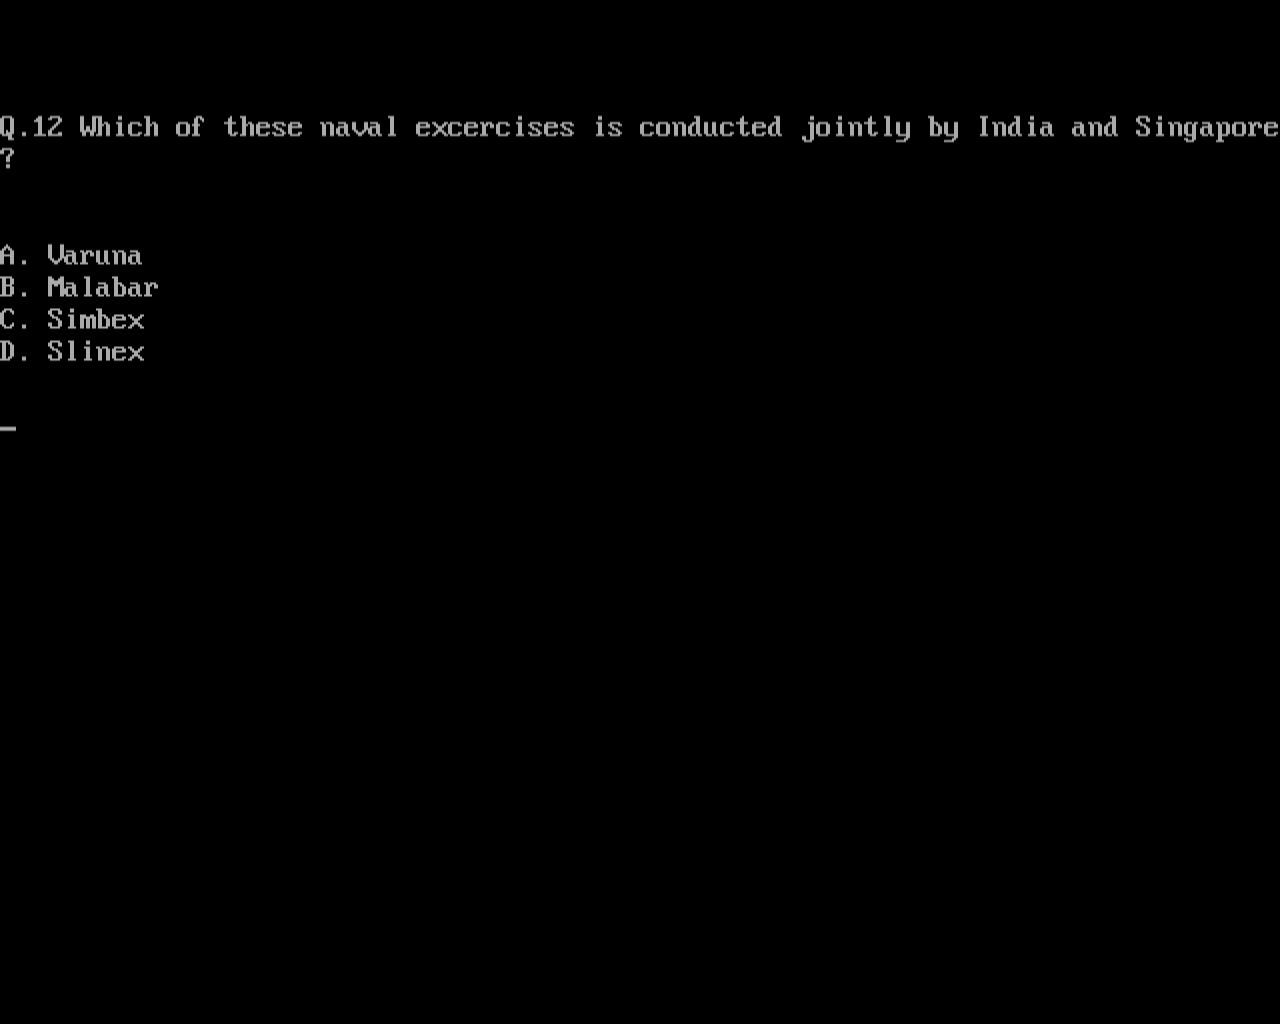 Q.12 Which of these naval excercises is conducted jointly by India and Singapore
?
A. Varuna
B. Malabar
C. Simbex
D. Slinex